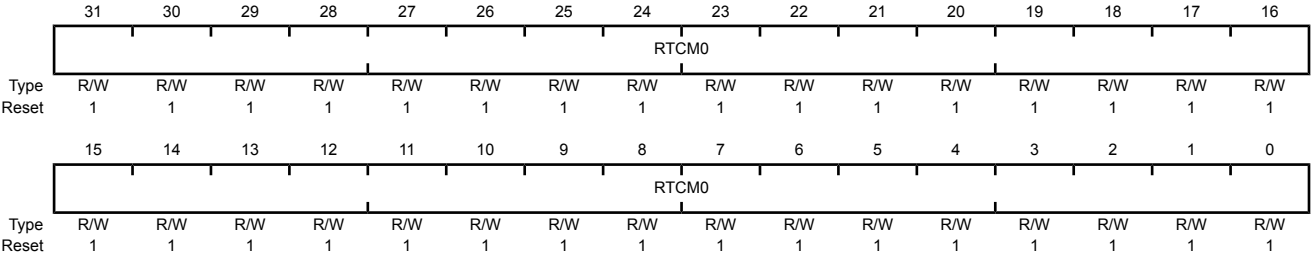 31 30 29 28 27 26 25 24 23 22 21 20 19 18 17 16
RTCM0
Type R/W R/W R/W R/W R/W R/W R/W R/W R/W R/W R/W R/W R/W R/W R/W R/W
Reset 1 1 1 1 1 1 1 1 1 1 1 1 1 1 1 1
15 14 13 12 11 10 9 8 7 6 5 4 3 2 1 0
RTCM0
Type R/W R/W R/W R/W R/W R/W R/W R/W R/W R/W R/W R/W R/W R/W R/W R/W
Reset 1 1 1 1 1 1 1 1 1 1 1 1 1 1 1 1